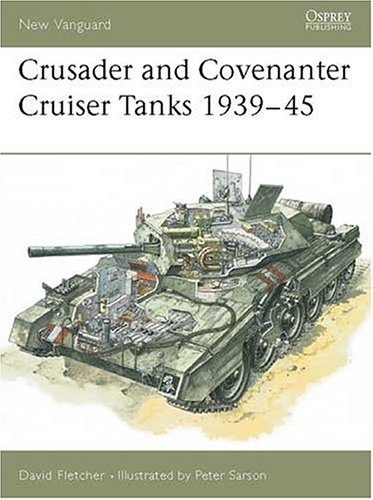 New Vanguard
OSPREY
PUBLISHING
Crusader and Covenanter
Cruiser Tanks 1939–45
David Fletcher • Illustrated by Peter Sarson